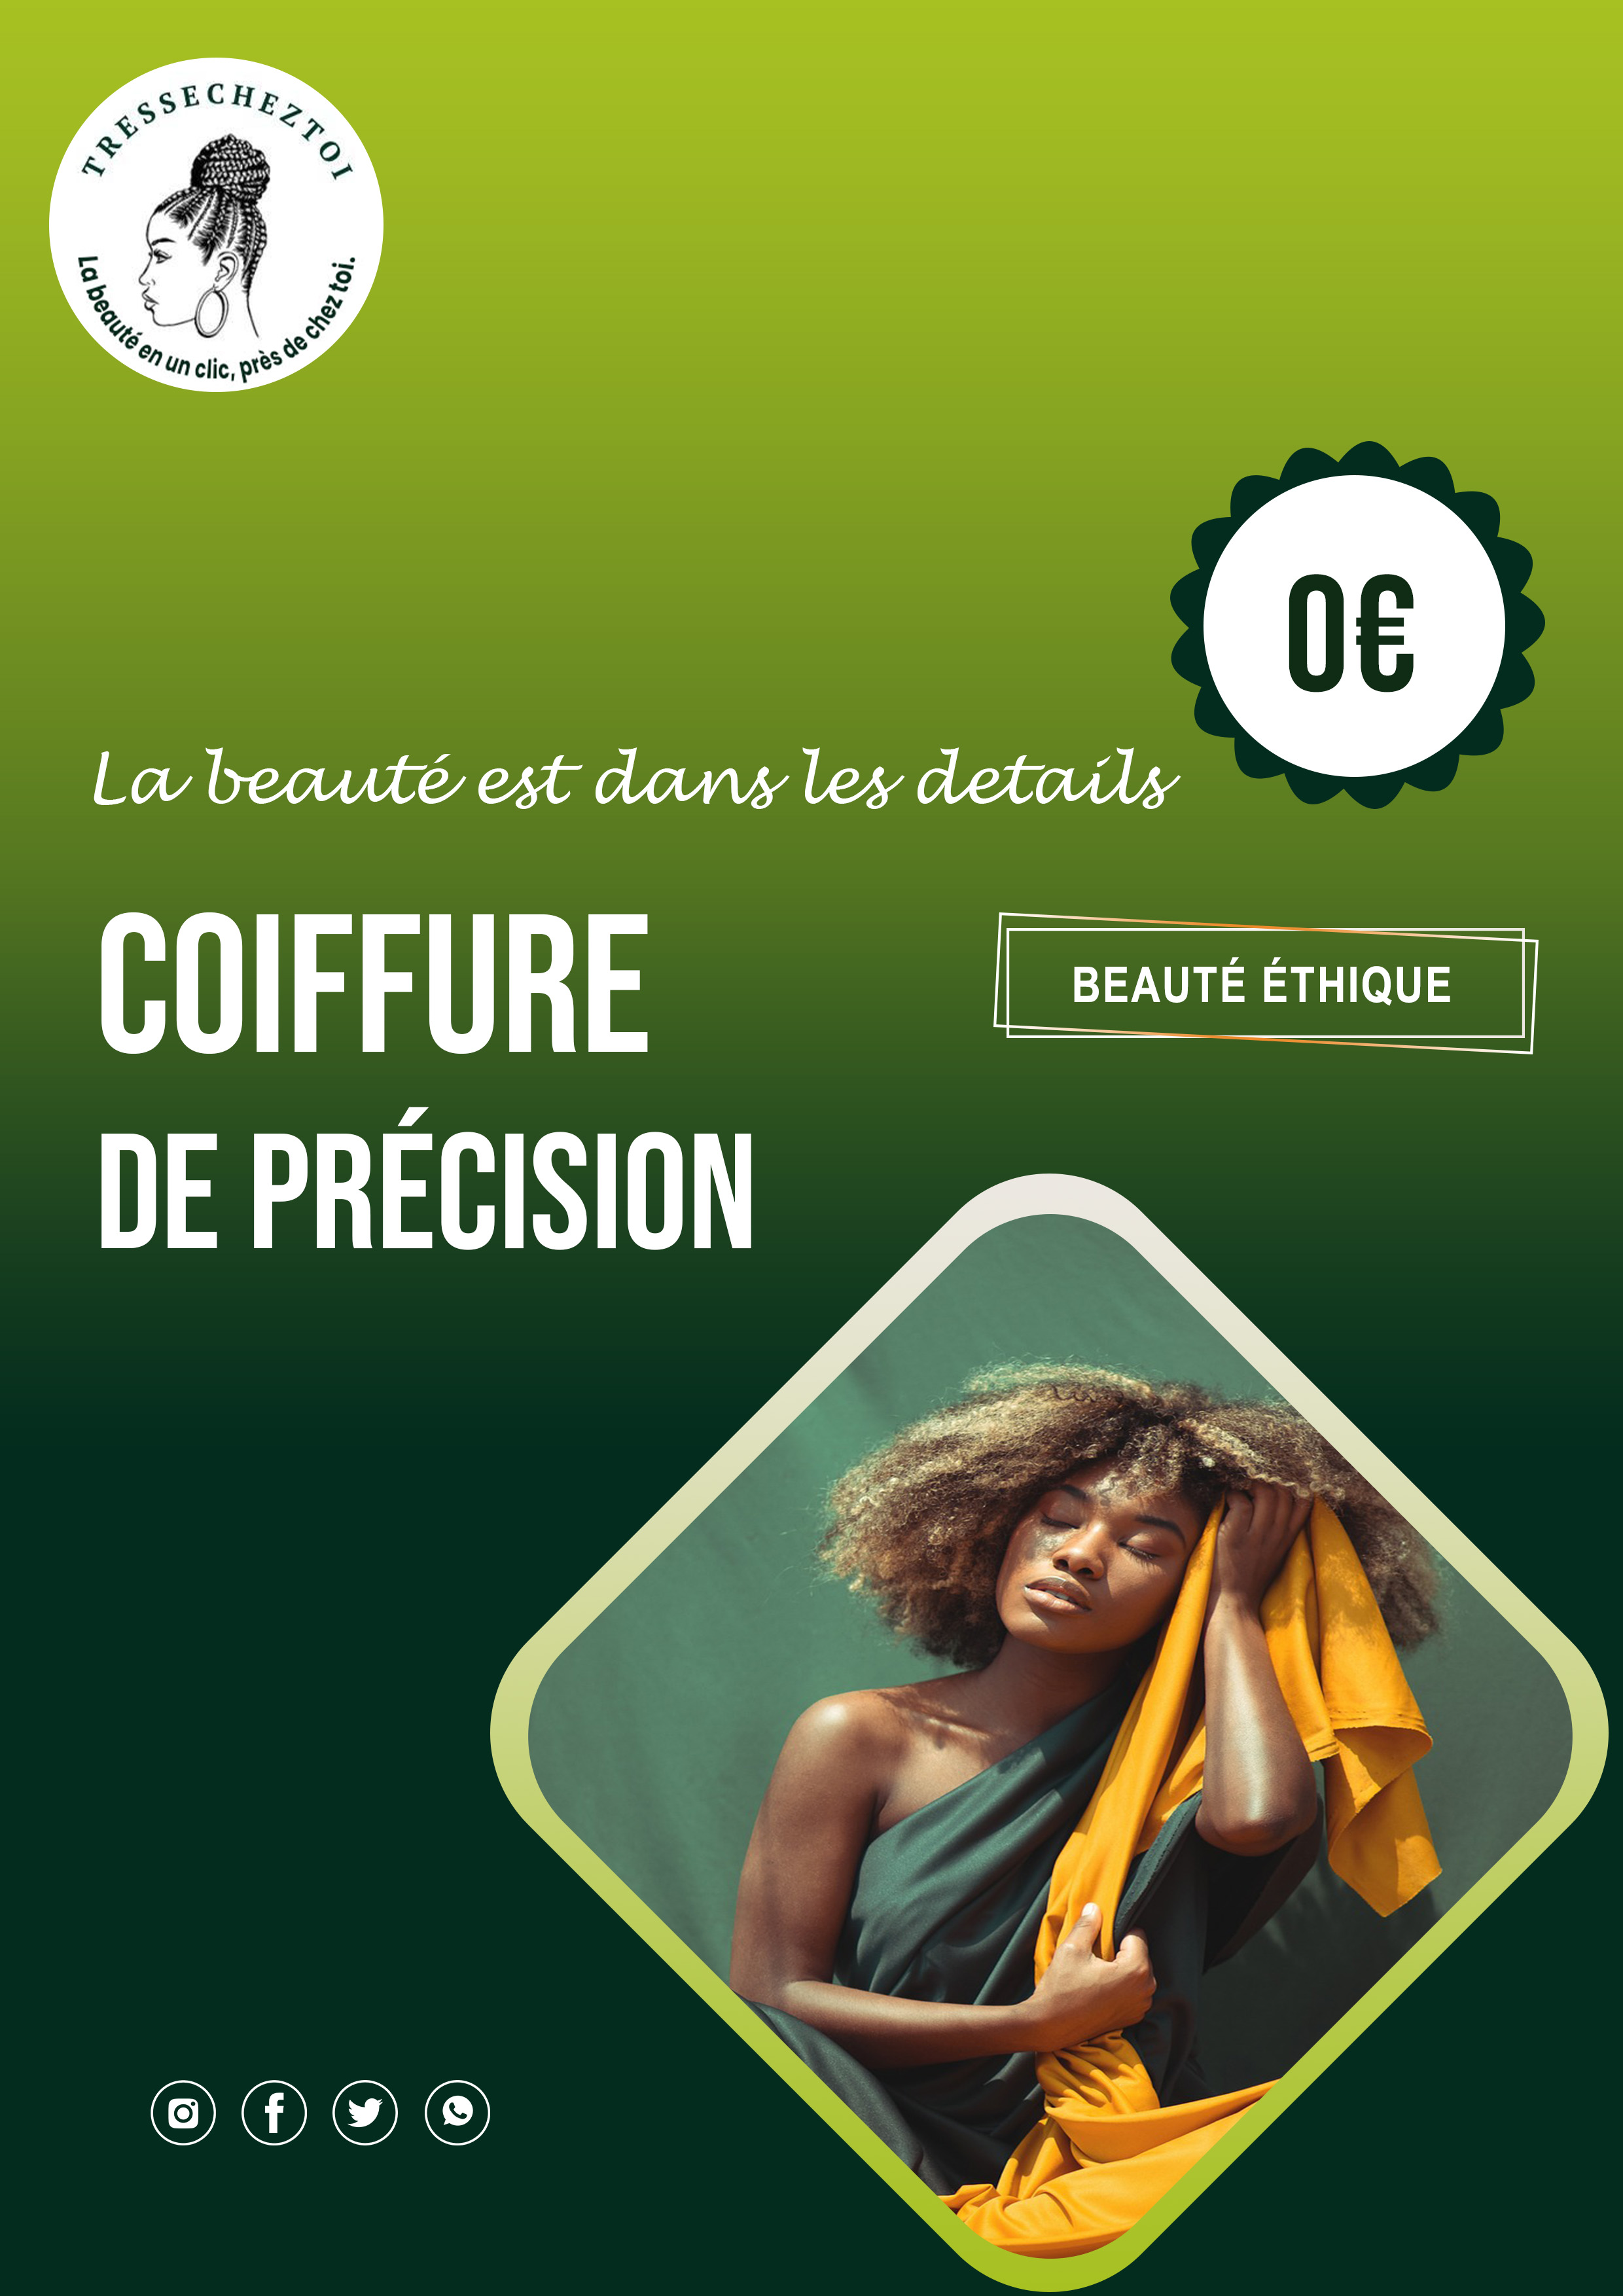 TRESSECHEZTOI
La beauté en un clic, près de chez toi.
0€
La beauté est dans les details
COIFFURE
BEAUTÉ ÉTHIQUE
DE PRÉCISION